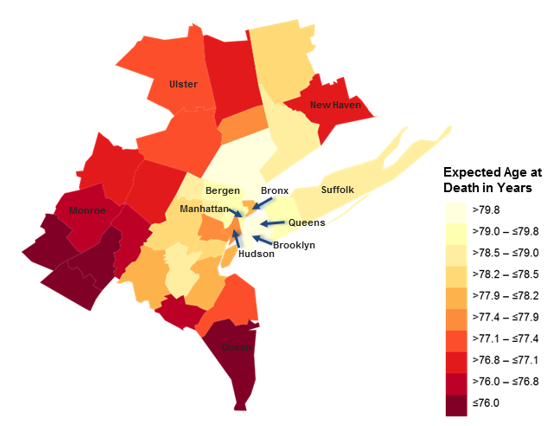 Ulster
New Haven
Expected Age at
Death in Years
Bergen
Bronx
Suffolk
Monroe
Manhattan
Queens
Brooklyn
Hudson
Ocean
>79.8
>79.0 – ≤79.8
>78.5 – ≤79.0
>78.2 – ≤78.5
>77.9 – ≤78.2
>77.4 – ≤77.9
>77.1 – ≤77.4
>76.8 – ≤77.1
>76.0 – ≤76.8
≤76.0